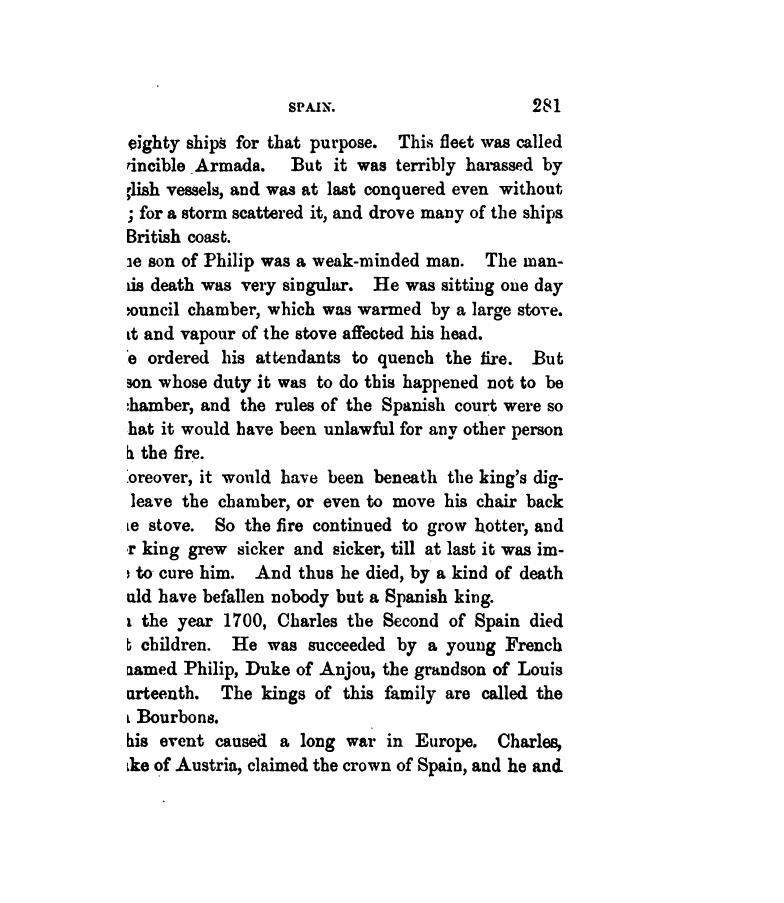 SPAIN. 281
eighty ships for that purpose. This fleet was called
incible Armada. But it was terribly harassed by
lish vessels, and was at last conquered even without
; for a storm scattered it, and drove many of the ships
British coast.
son of Philip was a weak-minded man. The man-
death was very singular. He was sitting one day
ouncil chamber, which was warmed by a large stove.
and vapour of the stove affected his head.
e ordered his attendants to quench the fire. But
son whose duty it was to do this happened not to be
hamber, and the rules of the Spanish court were so
hat it would have been unlawful for any other person
h the fire.
oreover, it would have been beneath the king's dig-
leave the chamber, or even to move his chair back
e stove. So the fire continued to grow hotter, and
r king grew sicker and sicker, till at last it was im-
to cure him. And thus he died, by a kind of death
uld have befallen nobody but a Spanish king.
the year 1700, Charles the Second of Spain died
t children. He was succeeded by a young French
named Philip, Duke of Anjou, the grandson of Louis
urteenth. The kings of this family are called the
Bourbons.
his event caused a long war in Europe. Charles,
ke of Austria, claimed the crown of Spain, and he and